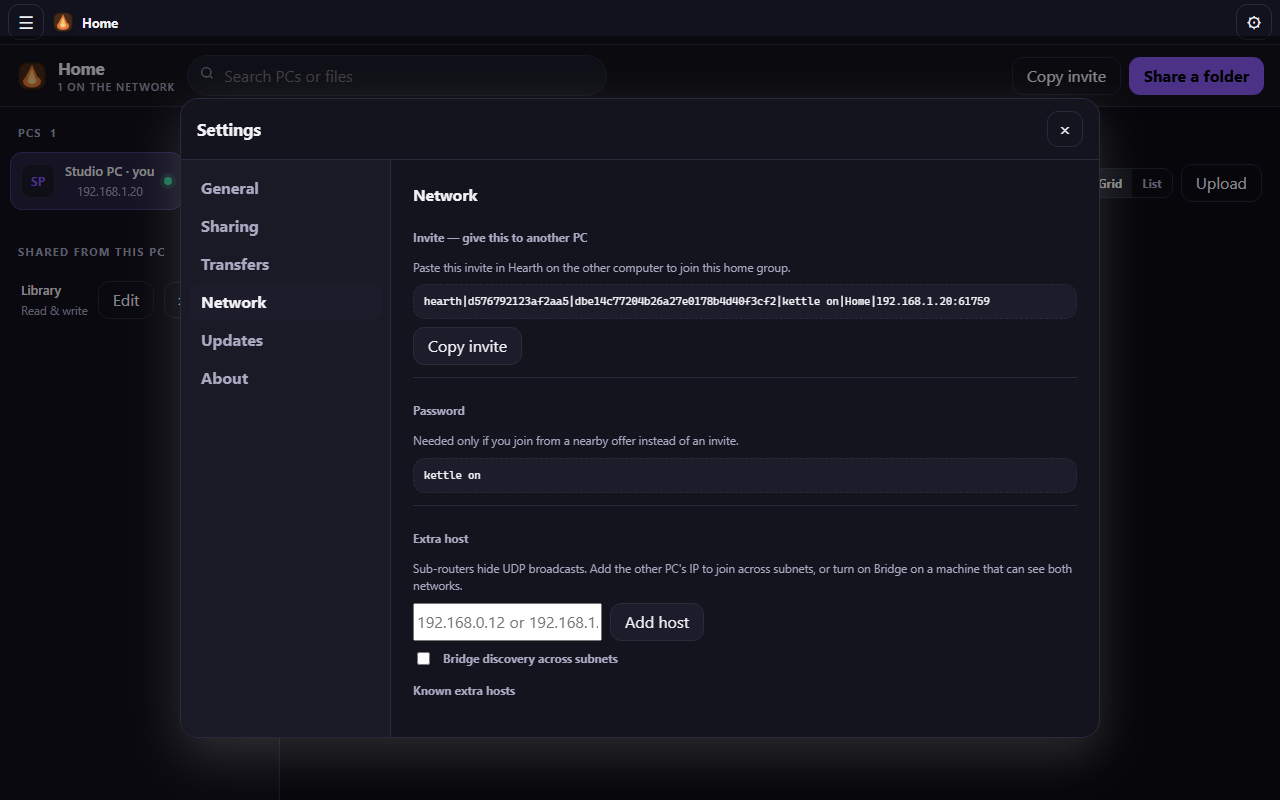 Home
Home
1 ON THE NETWORK
Search PCs or files
Copy invite
Share a folder
PCS 1
SP
Studio PC · you
192.168.1.20
Grid
List
Upload
SHARED FROM THIS PC
Library
Read & write
Edit
Settings
×
General
Sharing
Transfers
Network
Updates
About
Network
Invite — give this to another PC
Paste this invite in Hearth on the other computer to join this home group.
hearth|d576792123af2aa5|dbe14c77204b26a27e0178b4d40f3cf2|kettle on|Home|192.168.1.20:61759
Copy invite
Password
Needed only if you join from a nearby offer instead of an invite.
kettle on
Extra host
Sub-routers hide UDP broadcasts. Add the other PC's IP to join across subnets, or turn on Bridge on a machine that can see both
networks.
192.168.0.12 or 192.168.1.
Add host
Bridge discovery across subnets
Known extra hosts